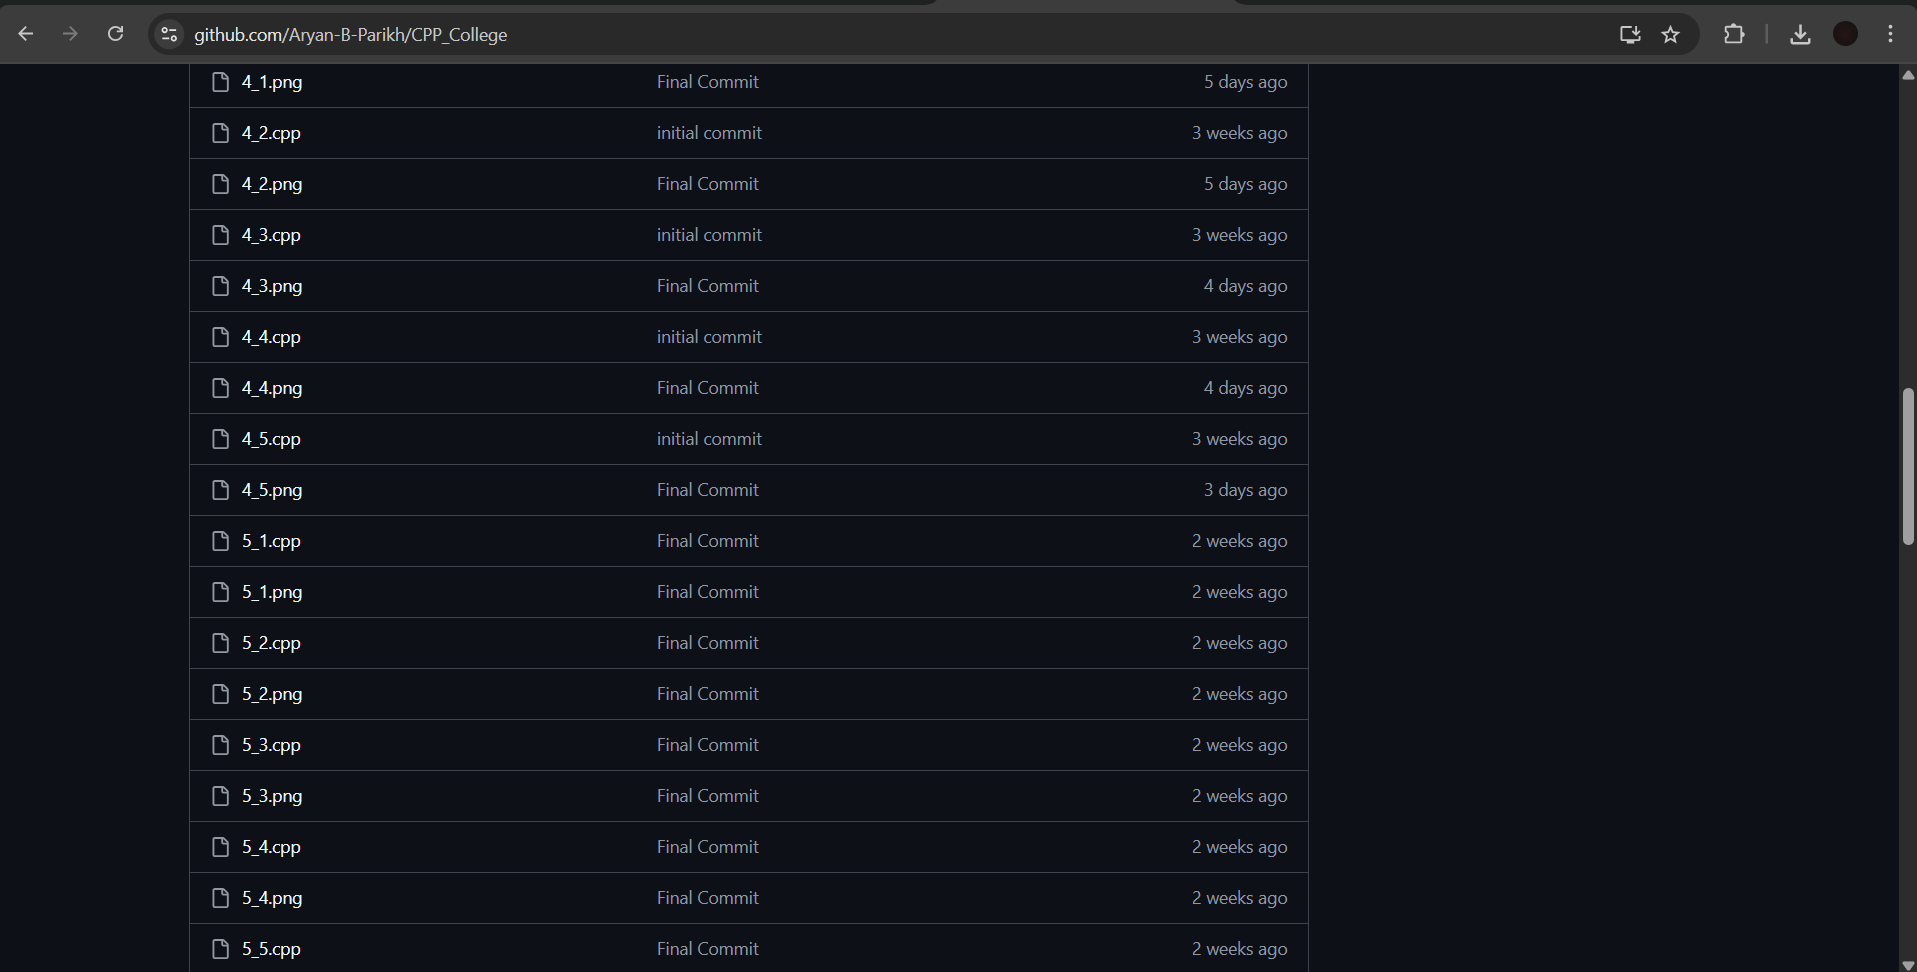 github.com/Aryan-B-Parikh/CPP_College
4_1.png Final Commit 5 days ago
4_2.cpp initial commit 3 weeks ago
4_2.png Final Commit 5 days ago
4_3.cpp initial commit 3 weeks ago
4_3.png Final Commit 4 days ago
4_4.cpp initial commit 3 weeks ago
4_4.png Final Commit 4 days ago
4_5.cpp initial commit 3 weeks ago
4_5.png Final Commit 3 days ago
5_1.cpp Final Commit 2 weeks ago
5_1.png Final Commit 2 weeks ago
5_2.cpp Final Commit 2 weeks ago
5_2.png Final Commit 2 weeks ago
5_3.cpp Final Commit 2 weeks ago
5_3.png Final Commit 2 weeks ago
5_4.cpp Final Commit 2 weeks ago
5_4.png Final Commit 2 weeks ago
5_5.cpp Final Commit 2 weeks ago